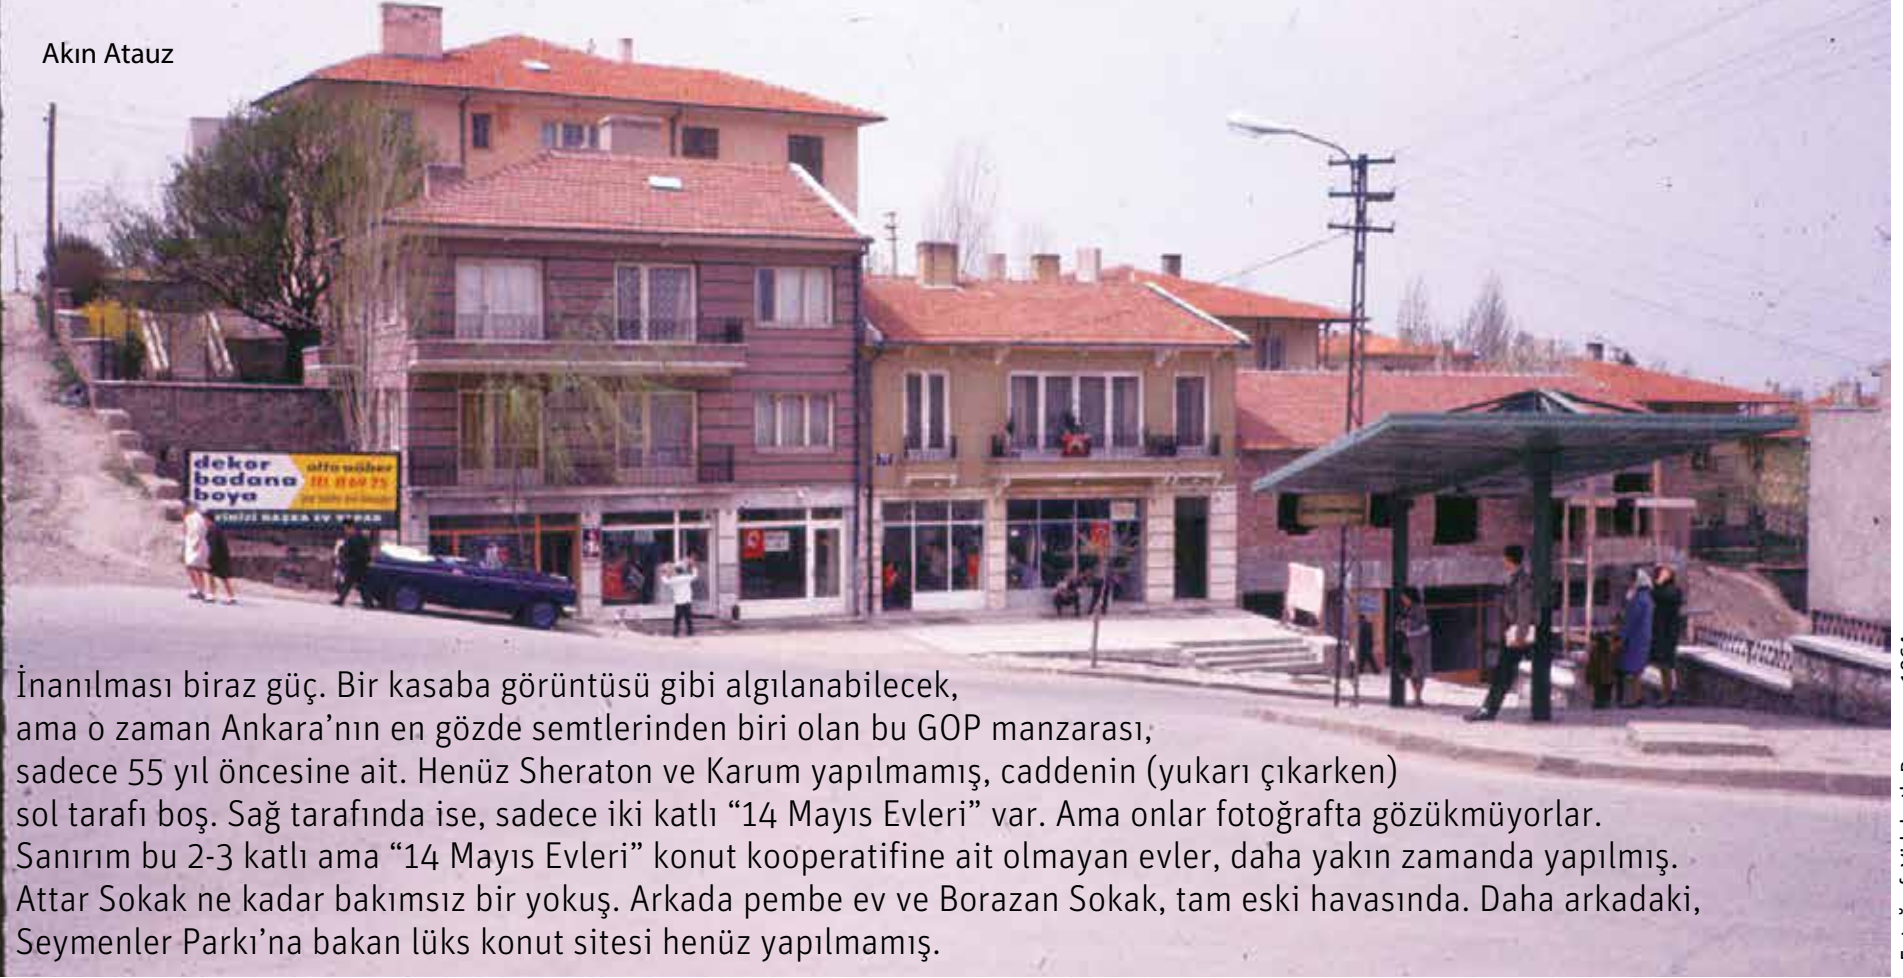 Akın Atauz
dekor
badana
boya
İnanılması biraz güç. Bir kasaba görüntüsü gibi algılanabilecek,
ama o zaman Ankara’nın en gözde semtlerinden biri olan bu GOP manzarası,
sadece 55 yıl öncesine ait. Henüz Sheraton ve Karum yapılmamış, caddenin (yukarı çıkarken)
sol tarafı boş. Sağ tarafında ise, sadece iki katlı “14 Mayıs Evleri” var. Ama onlar fotoğrafta gözükmüyorlar.
Sanırım bu 2-3 katlı ama “14 Mayıs Evleri” konut kooperatifine ait olmayan evler, daha yakın zamanda yapılmış.
Attar Sokak ne kadar bakımsız bir yokuş. Arkada pembe ev ve Borazan Sokak, tam eski havasında. Daha arkadaki,
Seymenler Parkı’na bakan lüks konut sitesi henüz yapılmamış.